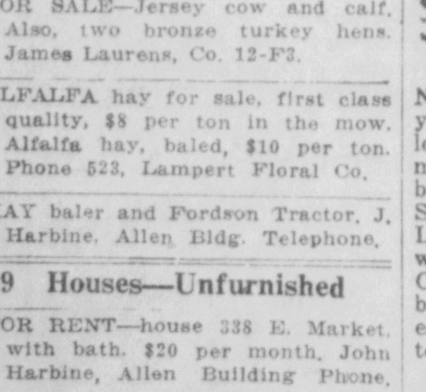 OR SALE—Jersey cow and calf.
Also, two bronze turkey hens.
James Laurens, Co. 12-F3.
LFALFA hay for sale, first class
quality, $8 per ton in the mow.
Alfalfa hay, baled, $10 per ton.
Phone 523, Lampert Floral Co.
AY baler and Fordson Tractor. J.
Harbine. Allen Bldg. Telephone.
9 Houses—Unfurnished
OR RENT—house 338 E. Market.
with bath. $20 per month. John
Harbine, Allen Building Phone.